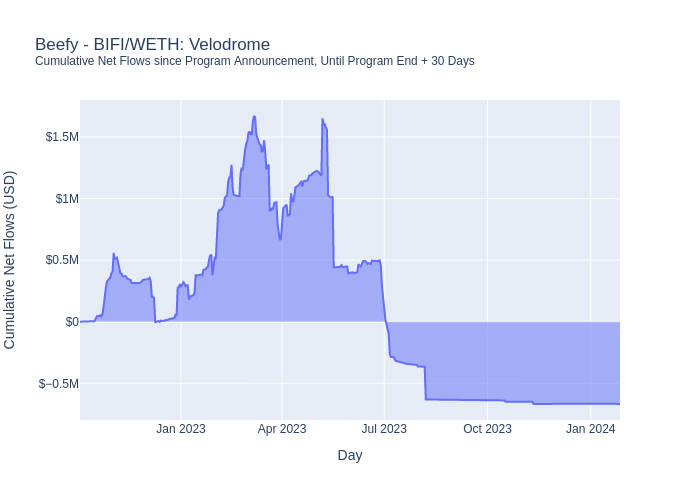 Beefy - BIFI/WETH: Velodrome
Cumulative Net Flows since Program Announcement, Until Program End + 30 Days
Cumulative Net Flows (USD)
$1.5M
$1M
$0.5M
$0
$−0.5M
Jan 2023
Apr 2023
Jul 2023
Oct 2023
Jan 2024
Day